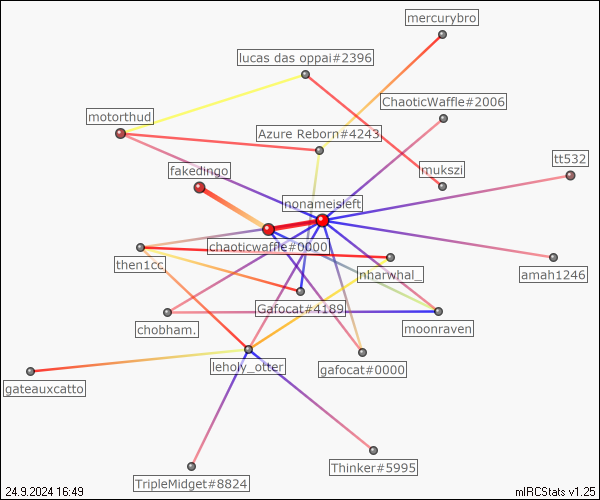 mercurybro
lucas das oppai#2396
ChaoticWaffle#2006
motorthud
Azure Reborn#4243
tt532
fakedingo
mukszi
nonameisleft
chaoticwaffle#0000
then1cc
nharwhal_
amah1246
Gafocat#4189
chobham.
moonraven
leholy_otter
gafocat#0000
gateauxcatto
Thinker#5995
TripleMidget#8824
24.9.2024 16:49
mIRCStats v1.25